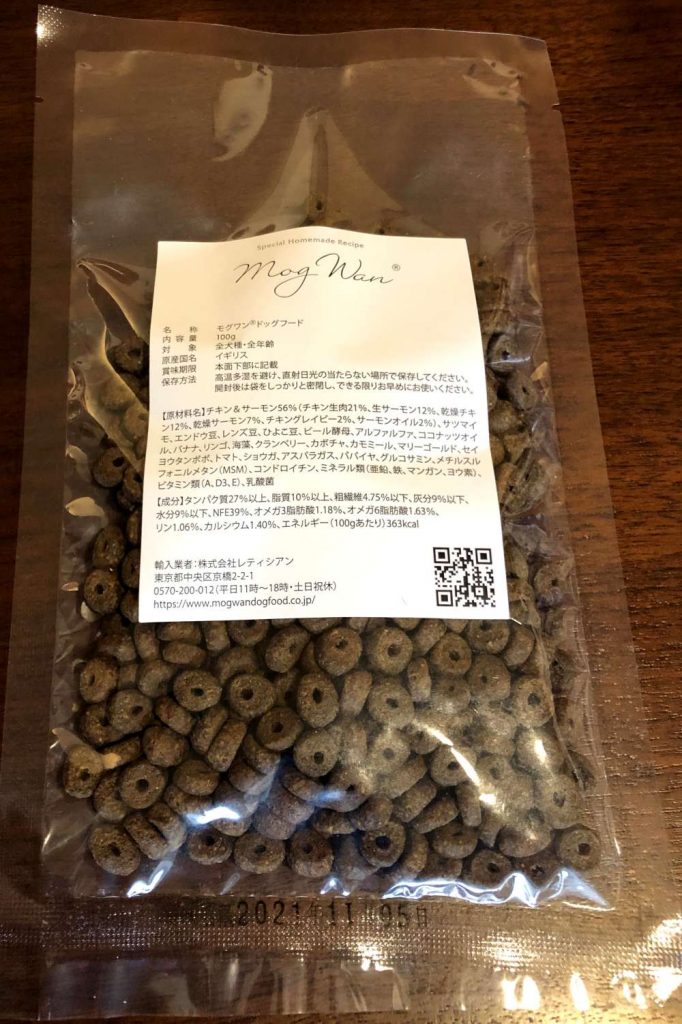 Special Homemade Recipe
Mog Wan®
名称 モグワン®ドッグフード
内容量 100g
対象 全犬種・全年齢
原産国名 イギリス
賞味期限 本面下部に記載
保存方法 高温多湿を避け、直射日光の当たらない場所で保存してください。
開封後は袋をしっかりと密閉し、できる限りお早めにお使いください。
【原材料名】チキン&サーモン56%(チキン生肉21%、生サーモン12%、乾燥チキ
ン12%、乾燥サーモン7%、チキングレイビー2%、サーモンオイル2%)、サツマイ
モ、エンドウ豆、レンズ豆、ひよこ豆、ビール酵母、アルファルファ、ココナッツオイ
ル、バナナ、リンゴ、海藻、クランベリー、カボチャ、カモミール、マリーゴールド、セイ
ヨウタンポポ、トマト、ショウガ、アスパラガス、パパイヤ、グルコサミン、メチルスル
フォニルメタン(MSM)、コンドロイチン、ミネラル類(亜鉛、鉄、マンガン、ヨウ素)、
ビタミン類(A、D3、E)、乳酸菌
【成分】タンパク質27%以上、脂質10%以上、粗繊維4.75%以下、灰分9%以下、
水分9%以下、NFE39%、オメガ3脂肪酸1.18%、オメガ6脂肪酸1.63%、
リン1.06%、カルシウム1.40%、エネルギー(100gあたり)363kcal
輸入業者:株式会社レティシアン
東京都中央区京橋2-2-1
0570-200-012(平日11時～18時・土日祝休)
https://www.mogwandogfood.co.jp/
2021年11